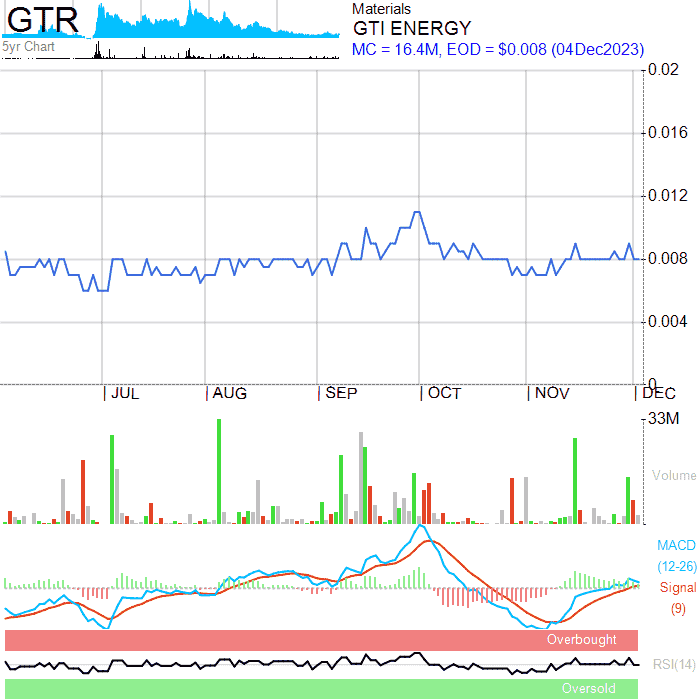 GTR
5yr Chart
Materials
GTI ENERGY
MC = 16.4M, EOD = $0.008 (04Dec2023)
0.02
0.016
0.012
0.008
0.004
0
JUL AUG SEP OCT NOV DEC
33M
Volume
MACD
(12-26)
Signal
(9)
Overbought
RSI(14)
Oversold